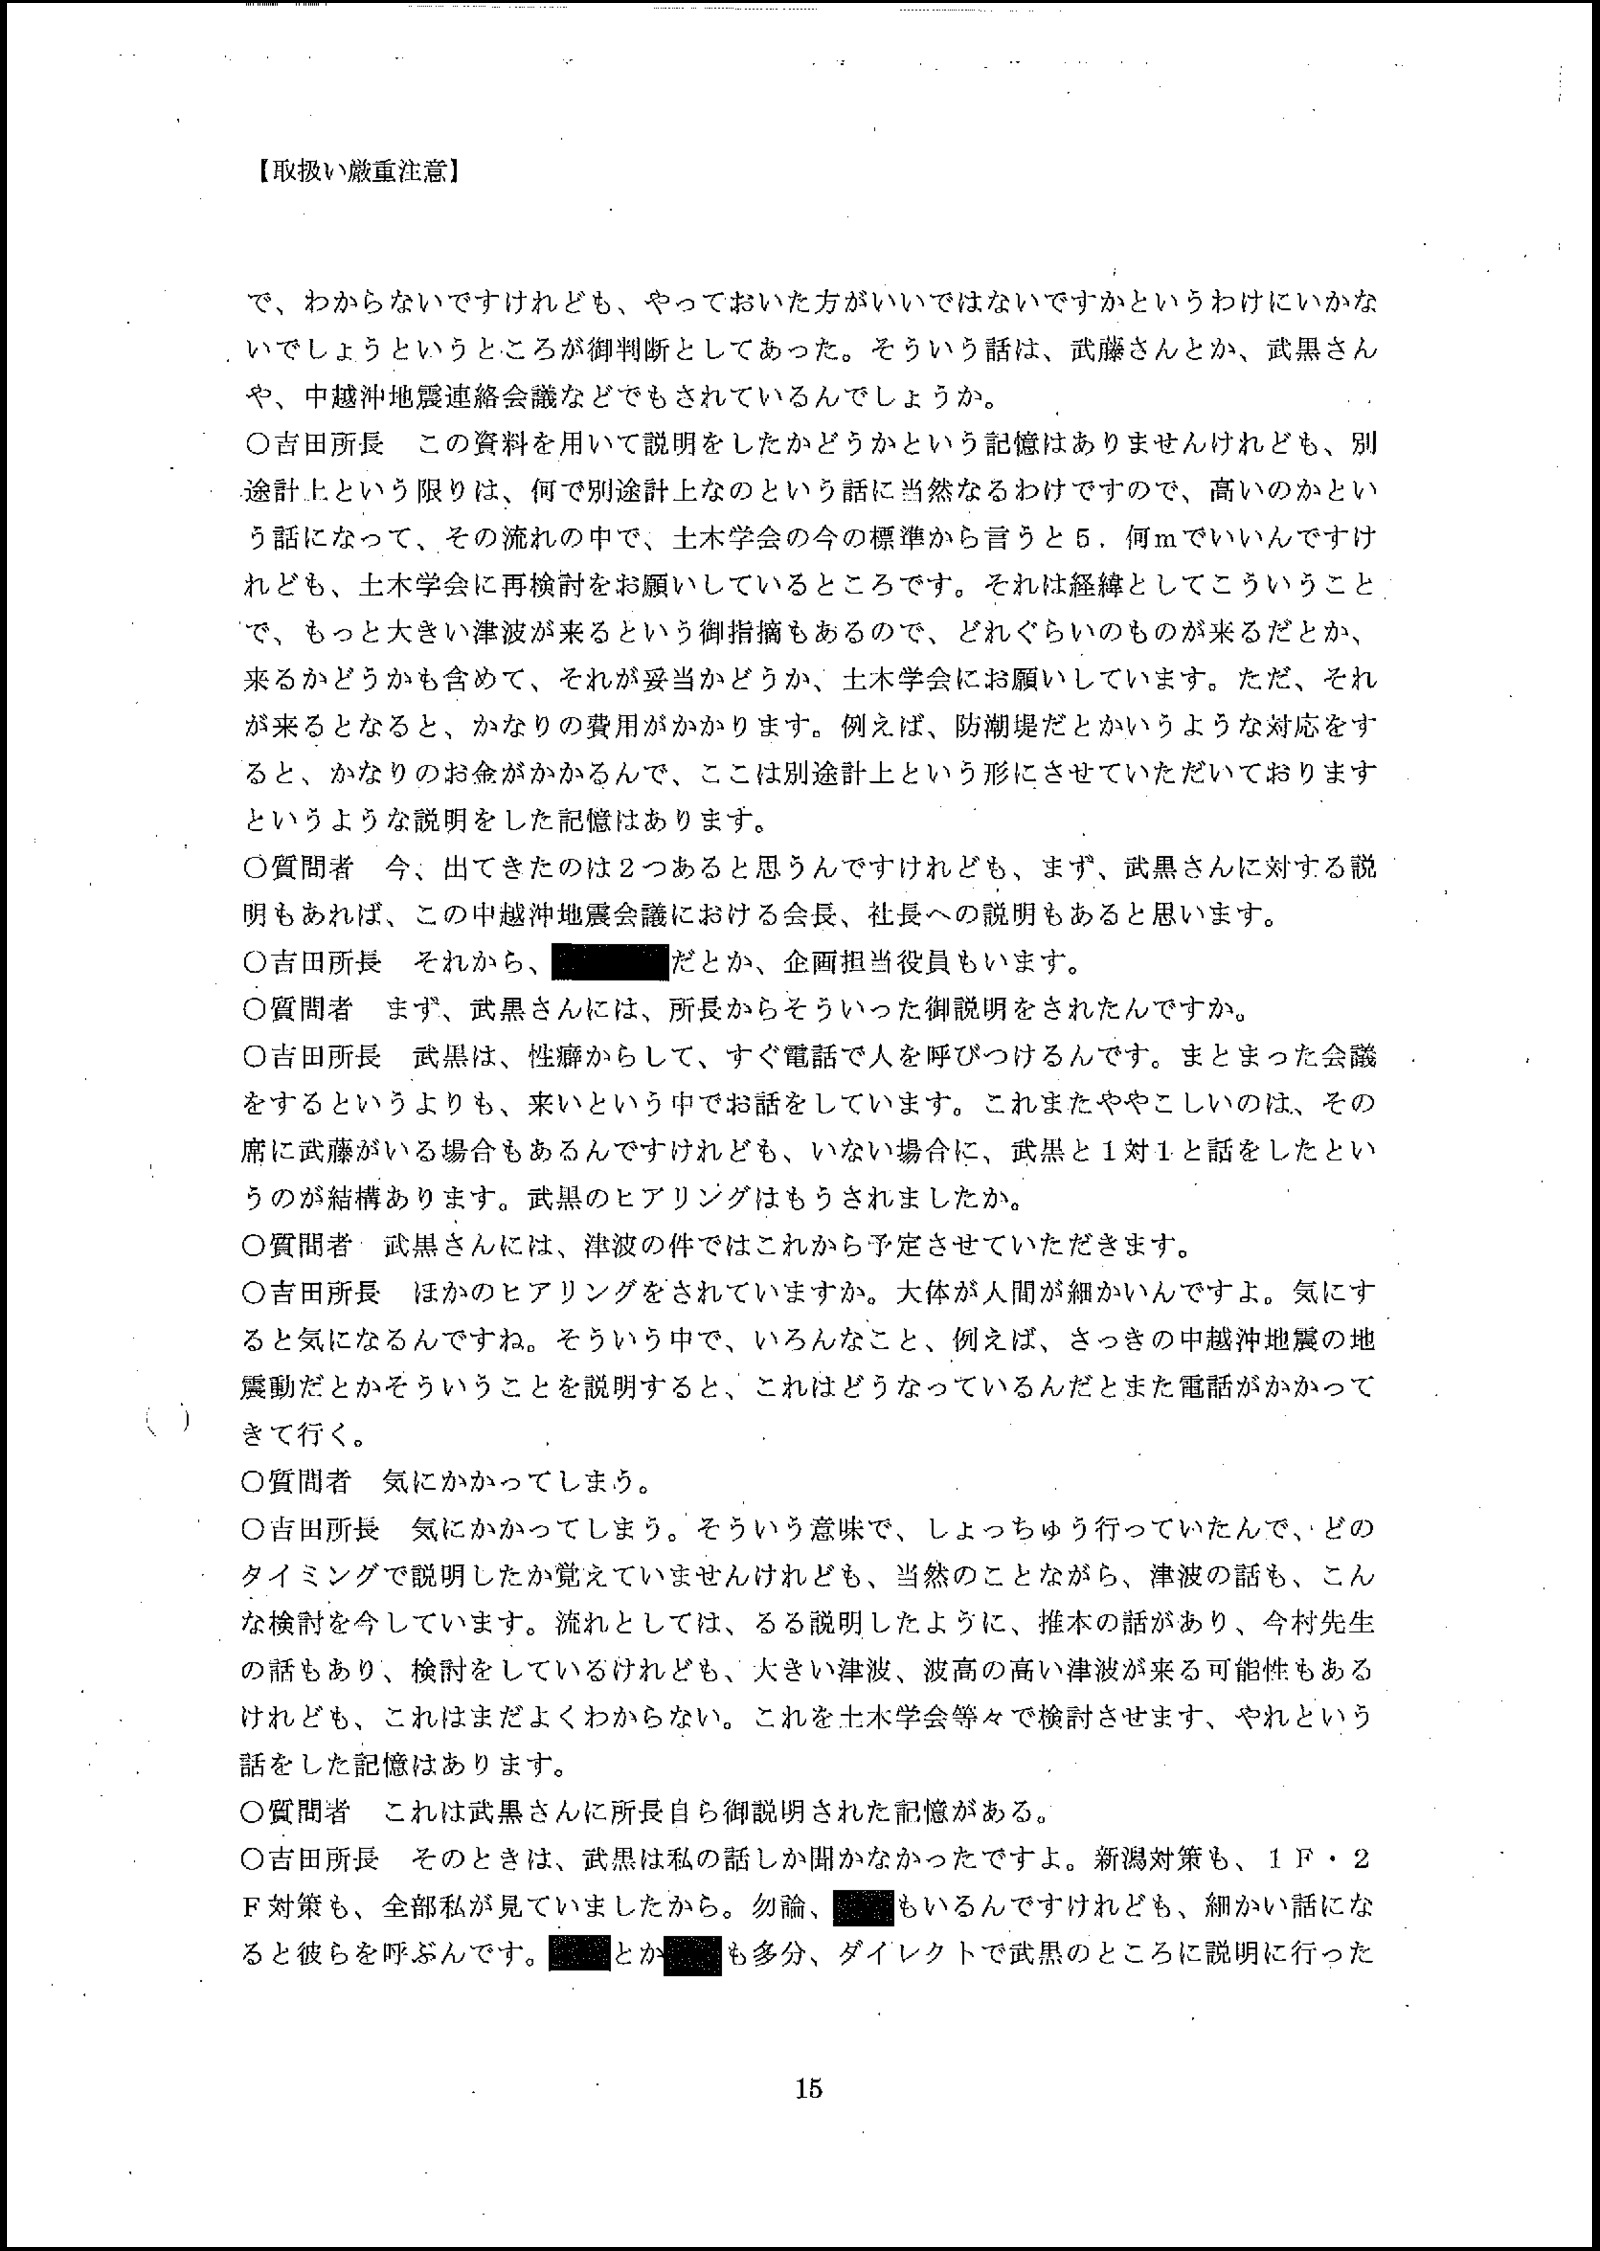 【取扱い厳重注意】
で、わからないですけれども、やっておいた方がいいではないですかというわけにいかな
いでしょうというところが御判断としてあった。そういう話は、武藤さんとか、武黒さん
や、中越沖地震連絡会議などでもされているんでしょうか。
〇吉田所長　この資料を用いて説明をしたかどうかという記憶はありませんけれども、別
途計上という限りは、何で別途計上なのという話に当然なるわけですので、高いのかとい
う話になって、その流れの中で、土木学会の今の標準から言うと５．何ｍでいいんですけ
れども、土木学会に再検討をお願いしているところです。それは経緯としてこういうこと
で、もっと大きい津波が来るという御指摘もあるので、どれぐらいのものが来るだとか、
来るかどうかも含めて、それが妥当かどうか、土木学会にお願いしています。ただ、それ
が来るとなると、かなりの費用がかかります。例えば、防潮堤だとかいうような対応をす
ると、かなりのお金がかかるんで、ここは別途計上という形にさせていただいております
というような説明をした記憶はあります。
〇質問者　今、出てきたのは２つあると思うんですけれども、まず、武黒さんに対する説
明もあれば、この中越沖地震会議における会長、社長への説明もあると思います。
〇吉田所長　それから、だとか、企画担当役員もいます。
〇質問者　まず、武黒さんには、所長からそういった御説明をされたんですか。
〇吉田所長　武黒は、性癖からして、すぐ電話で人を呼びつけるんです。まとまった会議
をするというよりも、来いという中でお話をしています。これまたややこしいのは、その
席に武藤がいる場合もあるんですけれども、いない場合に、武黒と１対１と話をしたとい
うのが結構あります。武黒のヒアリングはもうされましたか。
〇質問者　武黒さんには、津波の件ではこれから予定させていただきます。
〇吉田所長　ほかのヒアリングをされていますか。大体が人間が細かいんですよ。気にす
ると気になるんですね。そういう中で、いろんなこと、例えば、さっきの中越沖地震の地
震動だとかそういうことを説明すると、これはどうなっているんだとまた電話がかかって
きて行く。
〇質問者　気にかかってしまう。
〇吉田所長　気にかかってしまう。そういう意味で、しょっちゅう行っていたんで、どの
タイミングで説明したか覚えていませんけれども、当然のことながら、津波の話も、こん
な検討を今しています。流れとしては、るる説明したように、推本の話があり、今村先生
の話もあり、検討をしているけれども、大きい津波、波高の高い津波が来る可能性もある
けれども、これはまだよくわからない。これを土木学会等々で検討させます、やれという
話をした記憶はあります。
〇質問者　これは武黒さんに所長自ら御説明された記憶がある。
〇吉田所長　そのときは、武黒は私の話しか聞かなかったですよ。新潟対策も、１Ｆ・２
Ｆ対策も、全部私が見ていましたから。勿論、もいるんですけれども、細かい話にな
ると彼らを呼ぶんです。とかも多分、ダイレクトで武黒のところに説明に行った
15